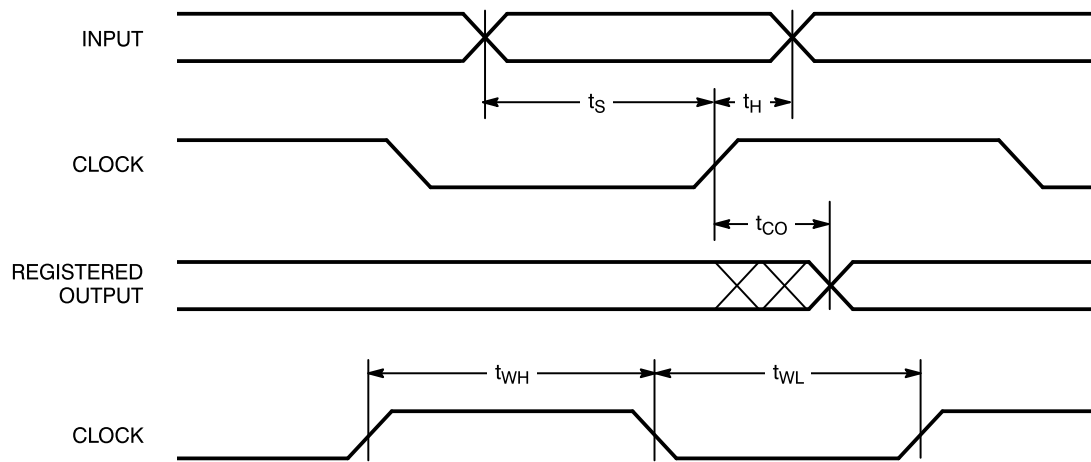 INPUT
tS
tH
CLOCK
tCO
REGISTERED
OUTPUT
tWH
tWL
CLOCK